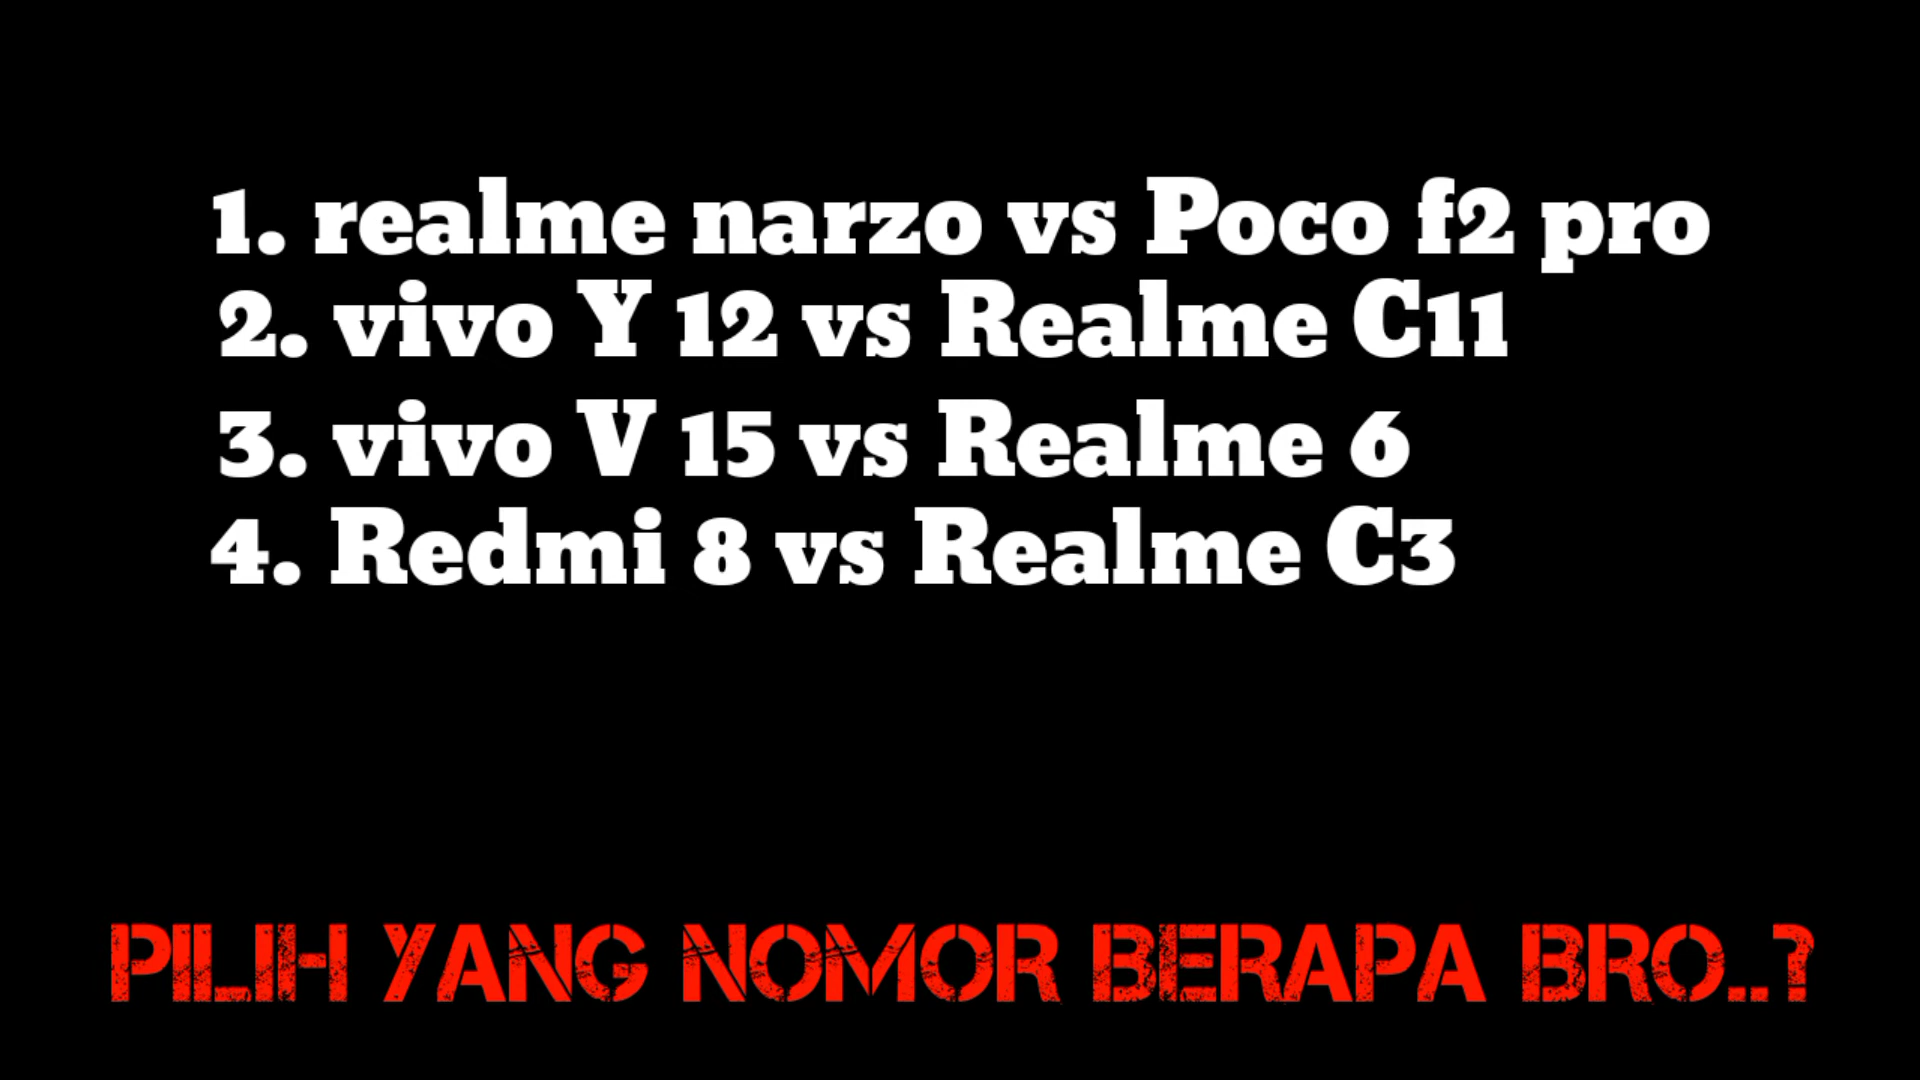 1. realme narzo vs Poco f2 pro
2. vivo Y 12 vs Realme C11
3. vivo V 15 vs Realme 6
4. Redmi 8 vs Realme C3
PILIH YANG NOMOR BERAPA BRO..?